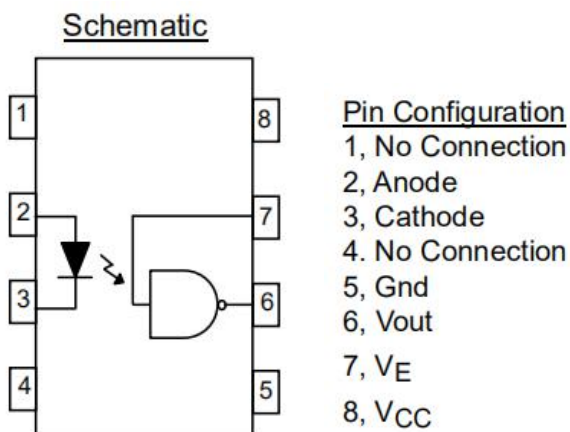 Schematic
1
8
2
7
3
6
4
5
Pin Configuration
1, No Connection
2, Anode
3, Cathode
4. No Connection
5, Gnd
6, Vout
7, VE
8, VCC